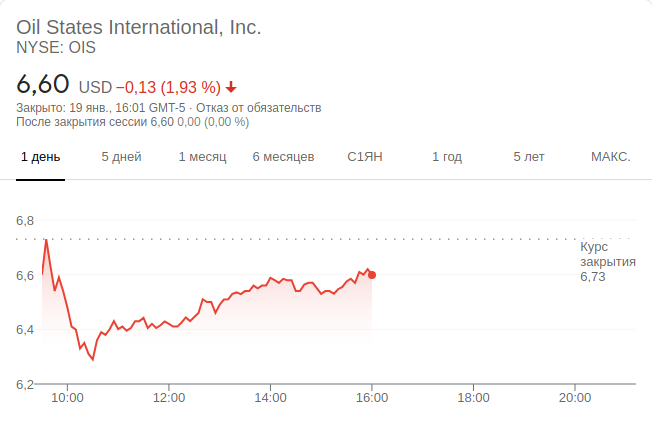 Oil States International, Inc.
NYSE: OIS
6,60 USD −0,13 (1,93 %)
Закрыто: 19 янв., 16:01 GMT-5 · Отказ от обязательств
После закрытия сессии 6,60 0,00 (0,00 %)
1 день 5 дней 1 месяц 6 месяцев С1ЯН 1 год 5 лет МАКС.
6,8
Курс
закрытия
6,73
6,6
6,4
6,2
10:00 12:00 14:00 16:00 18:00 20:00